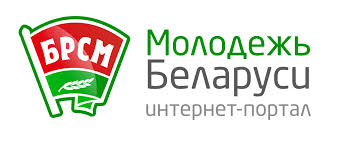 БРСМ
Молодежь
Беларуси
интернет-портал